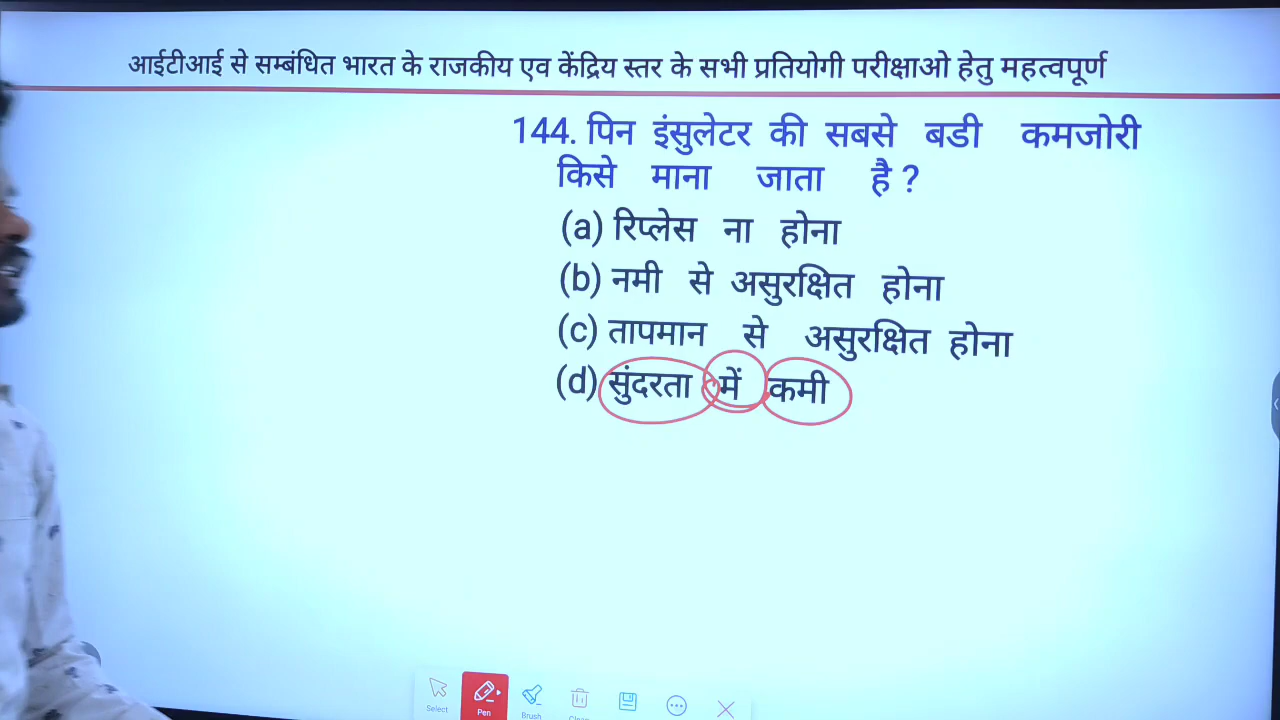 आईटीआई से सम्बंधित भारत के राजकीय एव केंद्रिय स्तर के सभी प्रतियोगी परीक्षाओ हेतु महत्वपूर्ण
144. पिन इंसुलेटर की सबसे बडी कमजोरी
किसे माना जाता है ?
(a) रिप्लेस ना होना
(b) नमी से असुरक्षित होना
(c) तापमान से असुरक्षित होना
(d) सुंदरता में कमी
Select Pen Brush